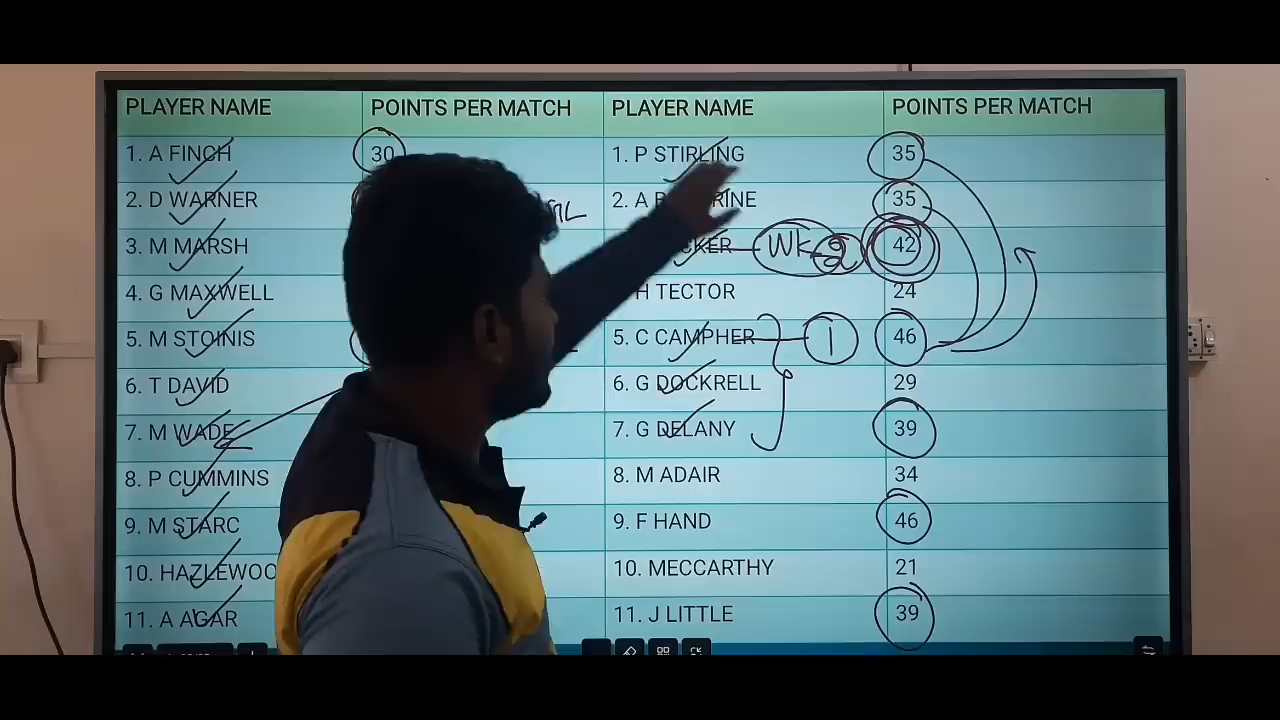 PLAYER NAME POINTS PER MATCH PLAYER NAME POINTS PER MATCH
1. A FINCH 30 1. P STIRLING 35
2. D WARNER 2. A 35
3. M MARSH WK 42
4. G MAXWELL H TECTOR 24
5. M STOINIS 5. C CAMPHER 1 46
6. T DAVID 6. G DOCKRELL 29
7. M WADE 7. G DELANY 39
8. P CUMMINS 8. M ADAIR 34
9. M STARC 9. F HAND 46
10. HAZLEWOO 10. MECCARTHY 21
11. A AGAR 11. J LITTLE 39